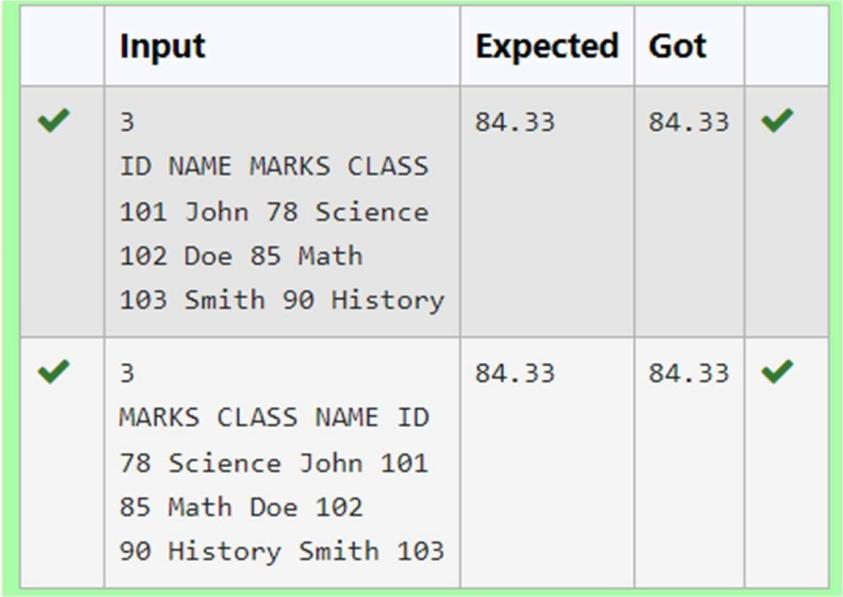 Input Expected Got
3 84.33 84.33
ID NAME MARKS CLASS
101 John 78 Science
102 Doe 85 Math
103 Smith 90 History
3 84.33 84.33
MARKS CLASS NAME ID
78 Science John 101
85 Math Doe 102
90 History Smith 103